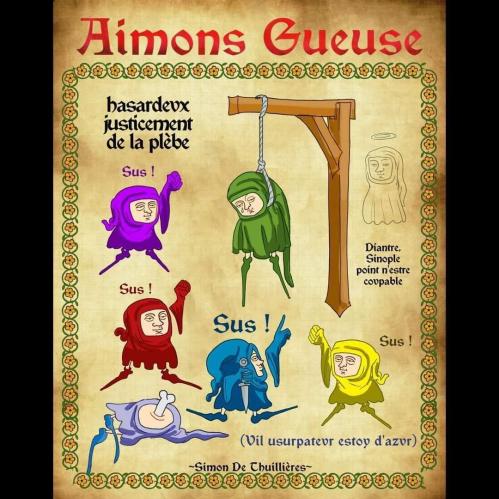 Aimons Gueuse
hasardevx
justicement
de la plèbe
Sus !
Diantre,
Sinople
point n'estre
covpable
Sus !
Sus !
Sus !
(Vil usurpatevr estoy d'azvr)
~Simon De Thuillières~